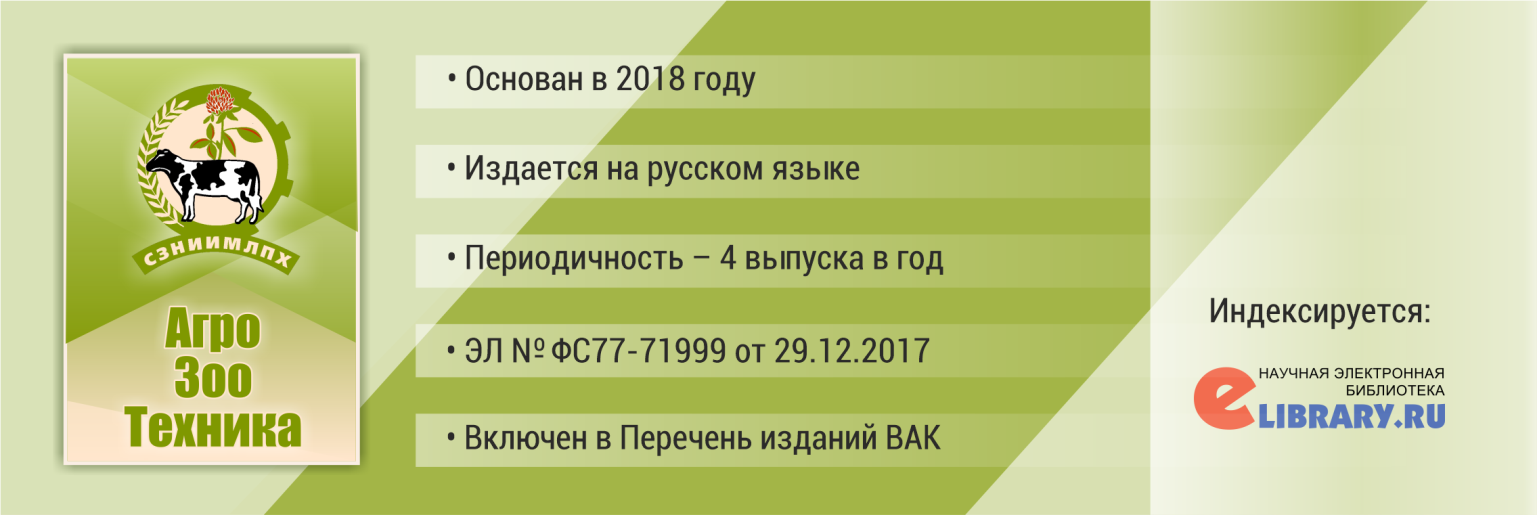 СЗНИИМЛПХ
Агро
Зоо
Техника
• Основан в 2018 году
• Издается на русском языке
• Периодичность – 4 выпуска в год
• ЭЛ № ФС77-71999 от 29.12.2017
• Включен в Перечень изданий ВАК
Индексируется:
НАУЧНАЯ ЭЛЕКТРОННАЯ
БИБЛИОТЕКА
eLIBRARY.RU